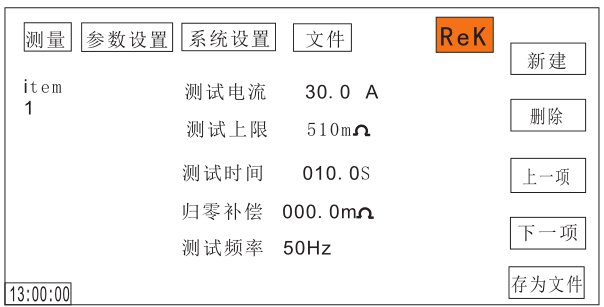 测量 参数设置 系统设置 文件 ReK
新建
item 测试电流 30.0 A
1
删除
测试上限 510mΩ
测试时间 010.0S
上一项
归零补偿 000.0mΩ
下一项
测试频率 50Hz
存为文件
13:00:00